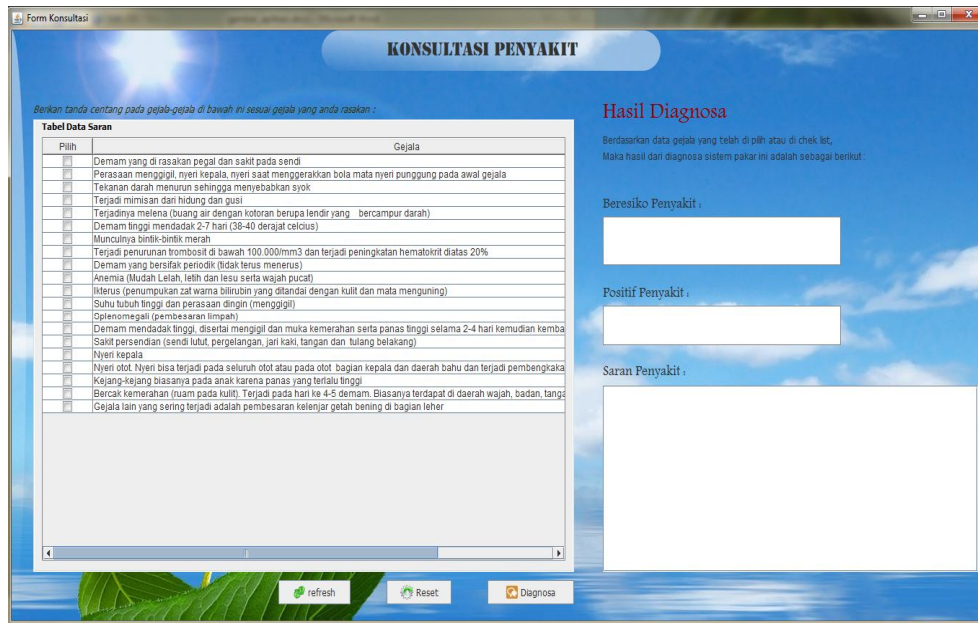 Form Konsultasi
KONSULTASI PENYAKIT
Berikan tanda centang pada gejala-gejala di bawah ini sesuai gejala yang anda rasakan :
Tabel Data Saran
Pilih Gejala
Demam yang di rasakan pegal dan sakit pada sendi
Perasaan menggigil, nyeri kepala, nyeri saat menggerakkan bola mata nyeri punggung pada awal gejala
Tekanan darah menurun sehingga menyebabkan syok
Terjadi mimisan dari hidung dan gusi
Terjadinya melena (buang air dengan kotoran berupa lendir yang bercampur darah)
Demam tinggi mendadak 2-7 hari (38-40 derajat celcius)
Munculnya bintik-bintik merah
Terjadi penurunan trombosit di bawah 100.000/mm3 dan terjadi peningkatan hematokrit diatas 20%
Demam yang bersifak periodik (tidak terus menerus)
Anemia (Mudah Lelah, letih dan lesu serta wajah pucat)
Ikterus (penumpukan zat warna bilirubin yang ditandai dengan kulit dan mata menguning)
Suhu tubuh tinggi dan perasaan dingin (menggigil)
Splenomegali (pembesaran limpah)
Demam mendadak tinggi, disertai mengigil dan muka kemerahan serta panas tinggi selama 2-4 hari kemudian kemba
Sakit persendian (sendi lutut, pergelangan, jari kaki, tangan dan tulang belakang)
Nyeri kepala
Nyeri otot. Nyeri bisa terjadi pada seluruh otot atau pada otot bagian kepala dan daerah bahu dan terjadi pembengkaka
Kejang-kejang biasanya pada anak karena panas yang terlalu tinggi
Bercak kemerahan (ruam pada kulit). Terjadi pada hari ke 4-5 demam. Biasanya terdapat di daerah wajah, badan, tanga
Gejala lain yang sering terjadi adalah pembesaran kelenjar getah bening di bagian leher
refresh
Reset
Diagnosa
Hasil Diagnosa
Berdasarkan data gejala yang telah di pilih atau di chek list,
Maka hasil dari diagnosa sistem pakar ini adalah sebagai berikut :
Beresiko Penyakit :
Positif Penyakit :
Saran Penyakit :